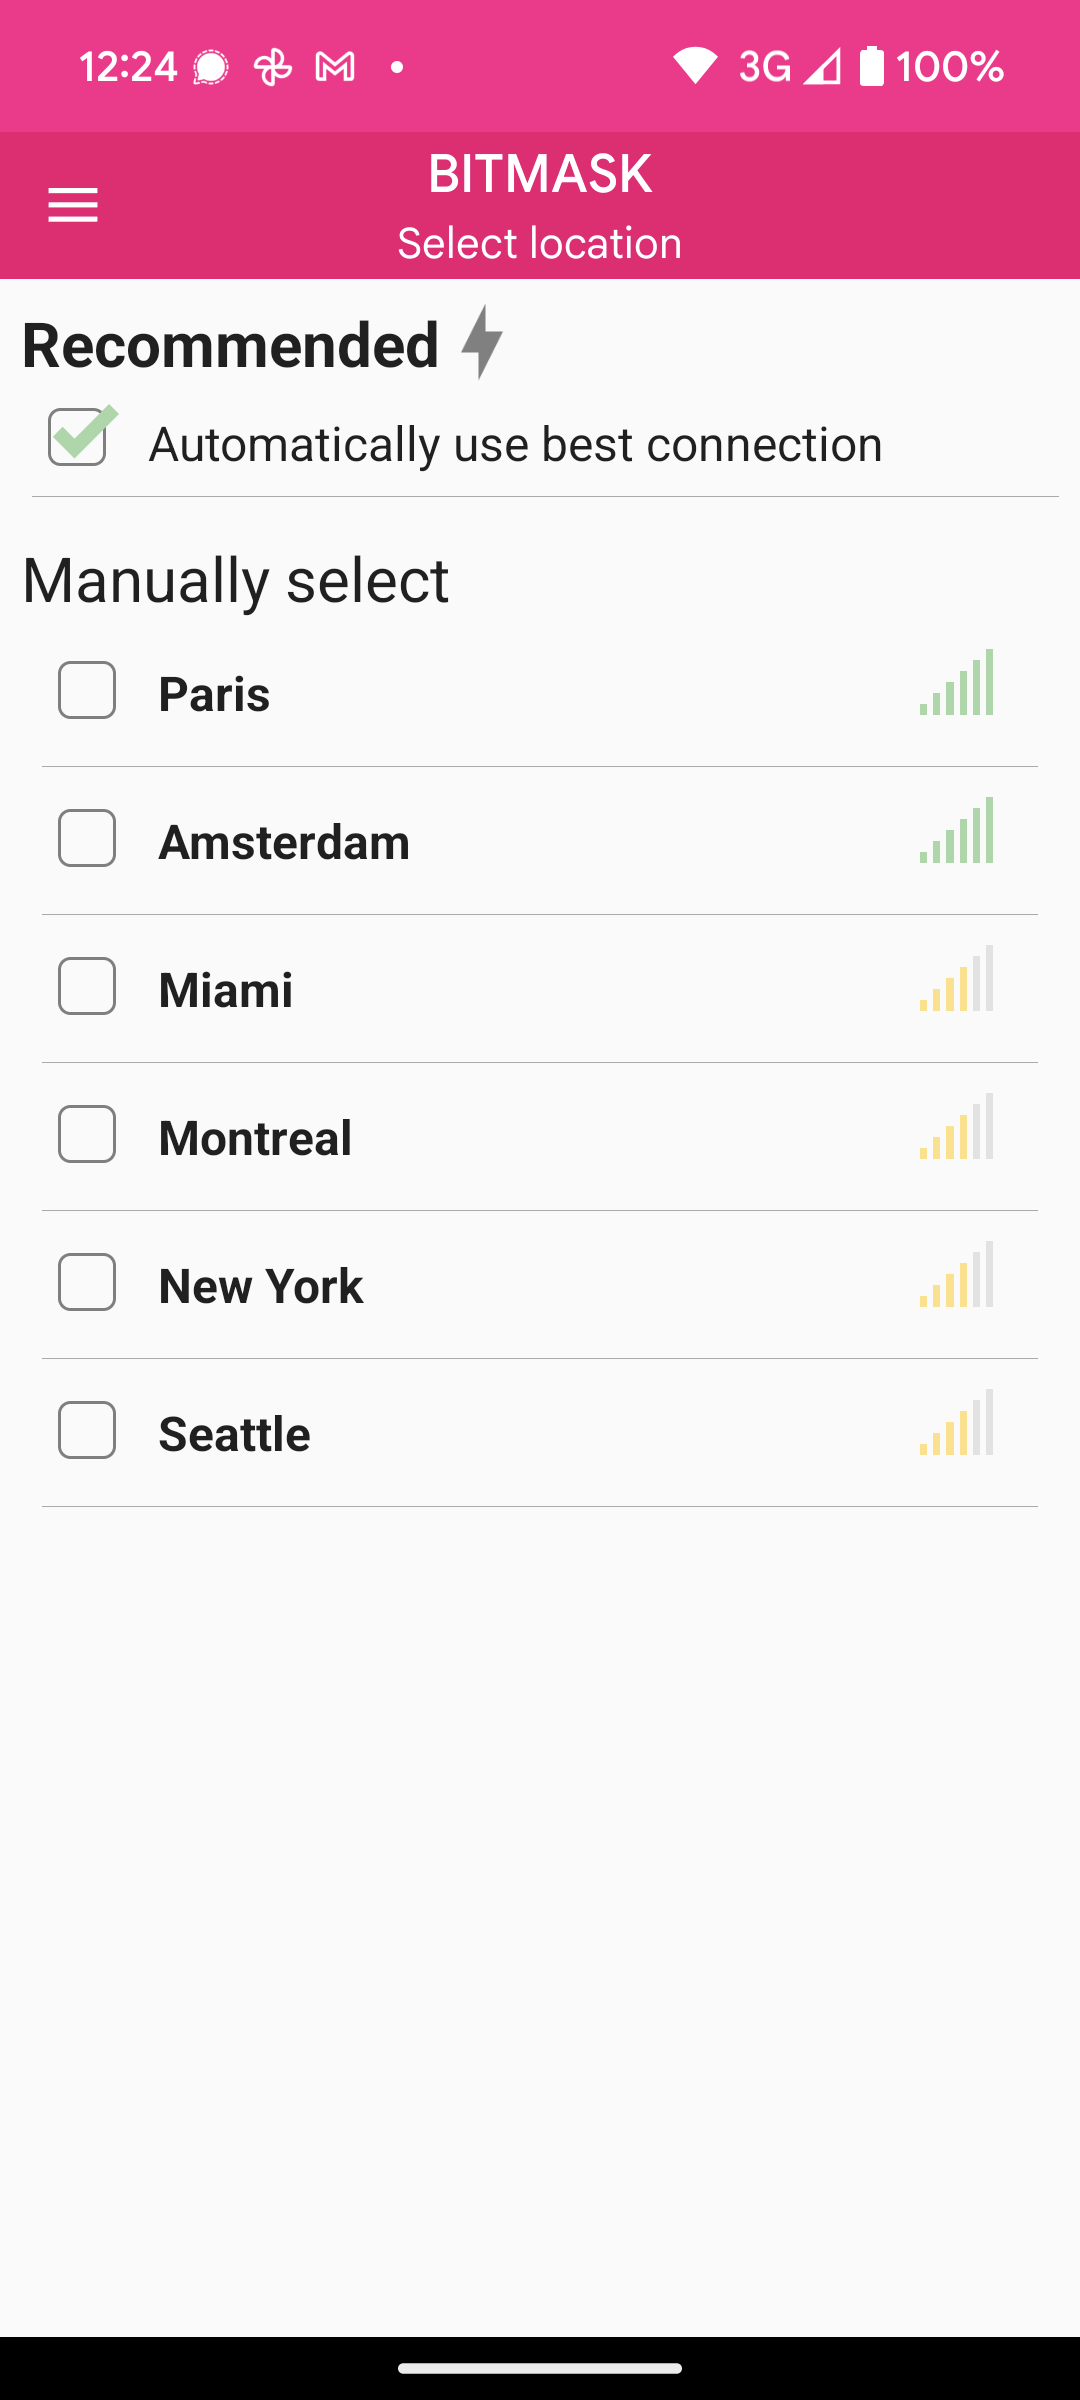 12:24
3G
100%
BITMASK
Select location
Recommended
Automatically use best connection
Manually select
Paris
Amsterdam
Miami
Montreal
New York
Seattle